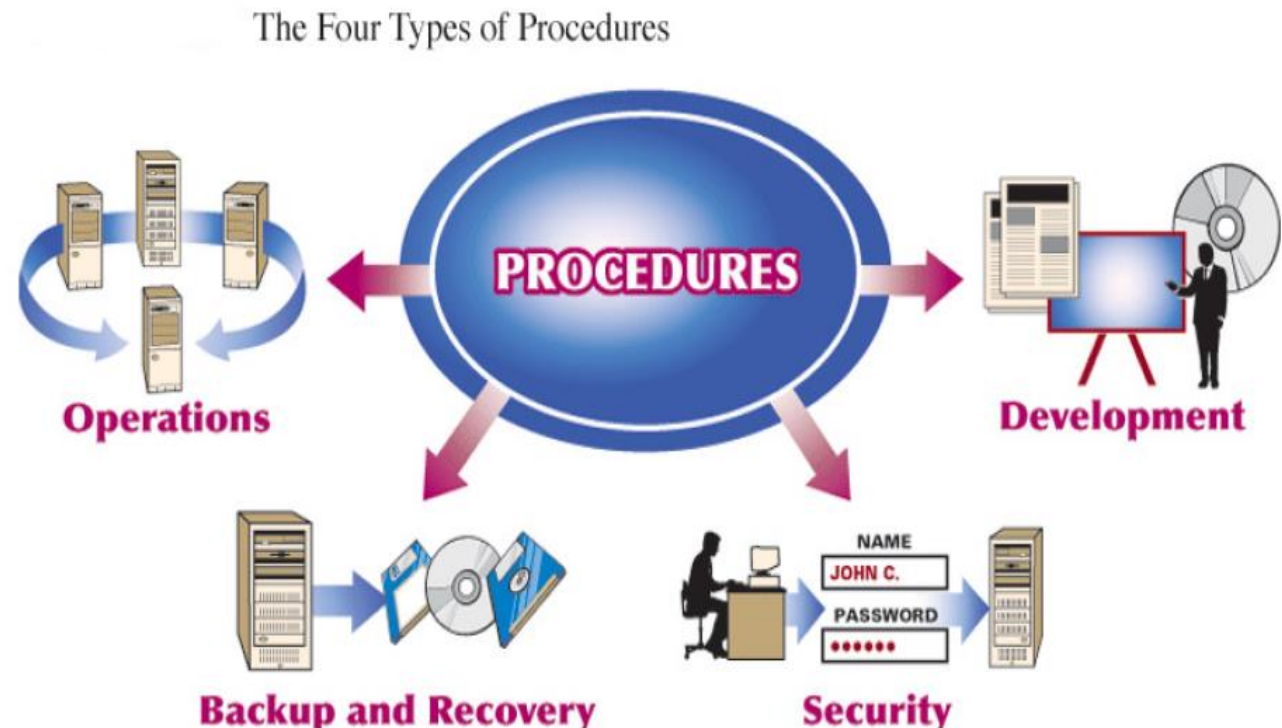 The Four Types of Procedures
PROCEDURES
Operations
Development
Backup and Recovery
NAME
JOHN C.
PASSWORD
••••••
Security